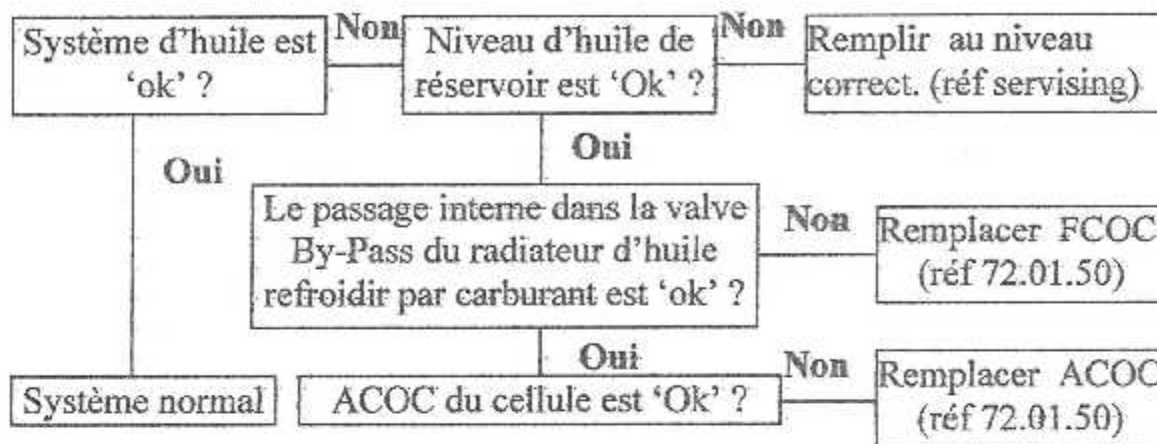 Système d'huile est
'ok' ?
Non
Niveau d'huile de
réservoir est 'Ok' ?
Non
Remplir au niveau
correct. (réf servising)
Oui
Oui
Le passage interne dans la valve
By-Pass du radiateur d'huile
refroidir par carburant est 'ok' ?
Non
Remplacer FCOC
(réf 72.01.50)
Oui
Système normal
ACOC du cellule est 'Ok' ?
Non
Remplacer ACOC
(réf 72.01.50)